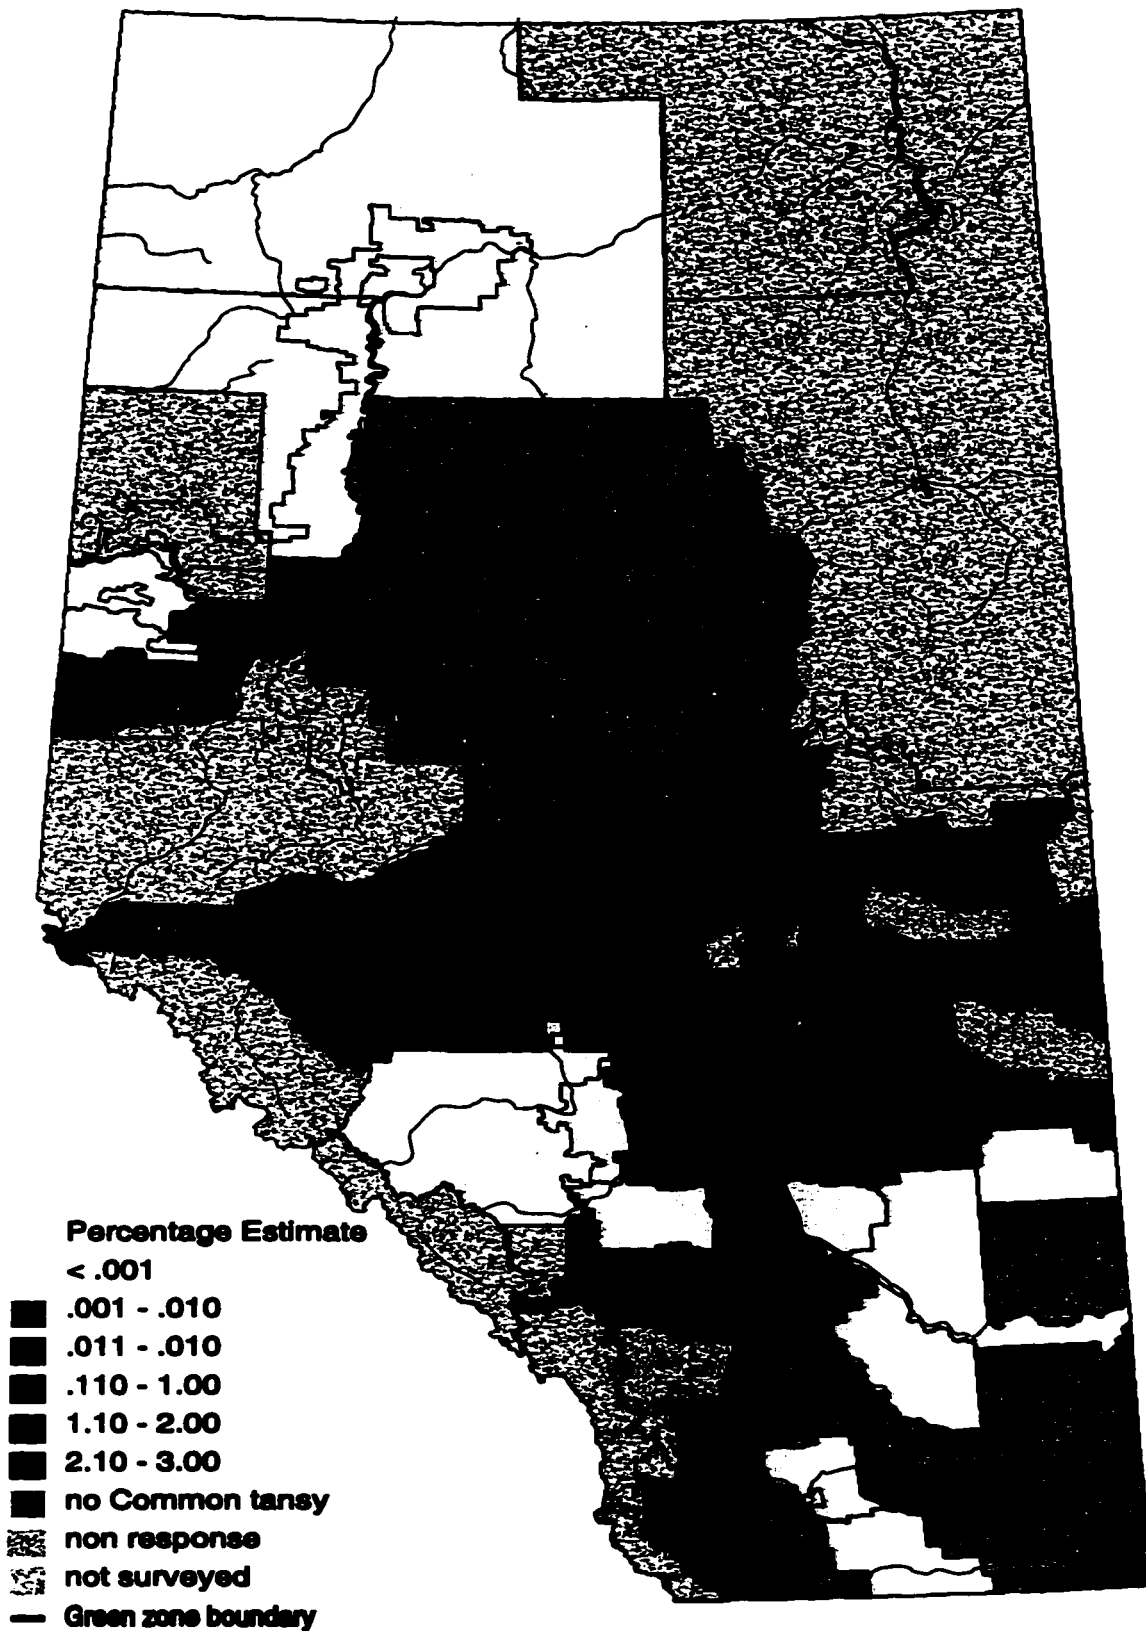 Percentage Estimate
< .001
.001 - .010
.011 - .010
.110 - 1.00
1.10 - 2.00
2.10 - 3.00
no Common tansy
non response
not surveyed
Green zone boundary